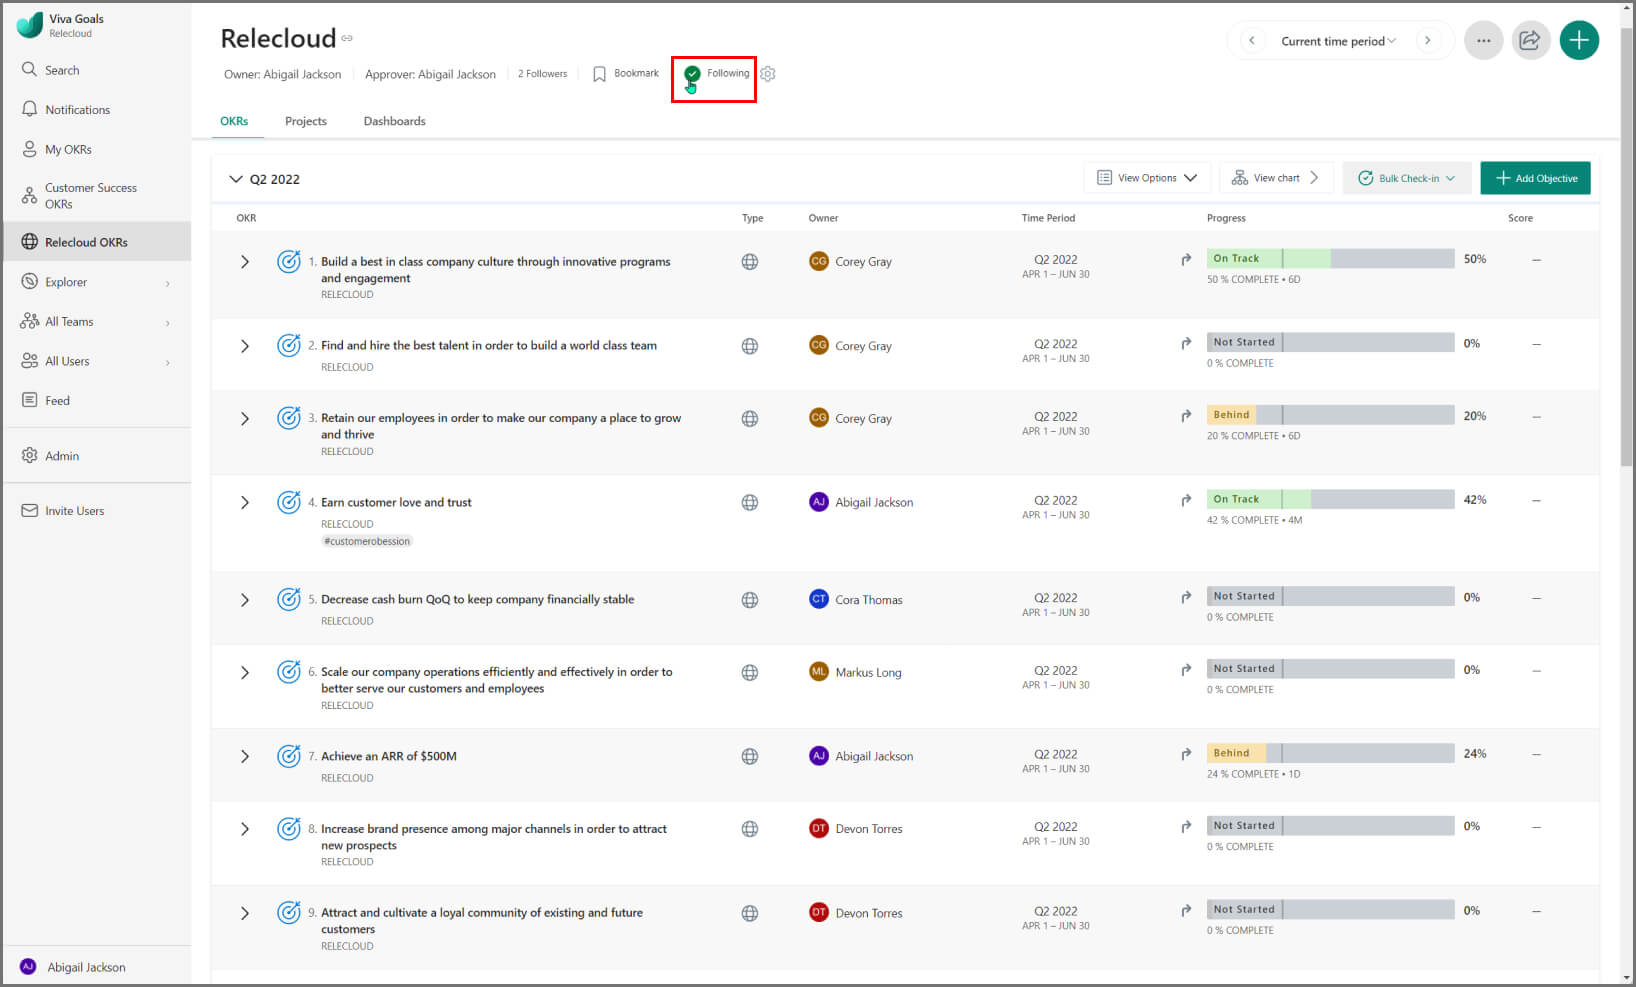 Viva Goals
Relecloud
Search
Notifications
My OKRs
Customer Success
OKRs
Relecloud OKRs
Explorer
All Teams
All Users
Feed
Admin
Invite Users
AJ Abigail Jackson
Relecloud
Owner: Abigail Jackson Approver: Abigail Jackson 2 Followers Bookmark Following
Current time period
OKRs Projects Dashboards
Q2 2022 View Options View chart Bulk Check-in Add Objective
OKR Type Owner Time Period Progress Score
1. Build a best in class company culture through innovative programs
and engagement
RELECLOUD
CG Corey Gray
Q2 2022
APR 1 – JUN 30
On Track 50% —
50 % COMPLETE • 6D
2. Find and hire the best talent in order to build a world class team
RELECLOUD
CG Corey Gray
Q2 2022
APR 1 – JUN 30
Not Started 0% —
0 % COMPLETE
3. Retain our employees in order to make our company a place to grow
and thrive
RELECLOUD
CG Corey Gray
Q2 2022
APR 1 – JUN 30
Behind 20% —
20 % COMPLETE • 6D
4. Earn customer love and trust
RELECLOUD
#customerobession
AJ Abigail Jackson
Q2 2022
APR 1 – JUN 30
On Track 42% —
42 % COMPLETE • 4M
5. Decrease cash burn QoQ to keep company financially stable
RELECLOUD
CT Cora Thomas
Q2 2022
APR 1 – JUN 30
Not Started 0% —
0 % COMPLETE
6. Scale our company operations efficiently and effectively in order to
better serve our customers and employees
RELECLOUD
ML Markus Long
Q2 2022
APR 1 – JUN 30
Not Started 0% —
0 % COMPLETE
7. Achieve an ARR of $500M
RELECLOUD
AJ Abigail Jackson
Q2 2022
APR 1 – JUN 30
Behind 24% —
24 % COMPLETE • 1D
8. Increase brand presence among major channels in order to attract
new prospects
RELECLOUD
DT Devon Torres
Q2 2022
APR 1 – JUN 30
Not Started 0% —
0 % COMPLETE
9. Attract and cultivate a loyal community of existing and future
customers
RELECLOUD
DT Devon Torres
Q2 2022
APR 1 – JUN 30
Not Started 0% —
0 % COMPLETE